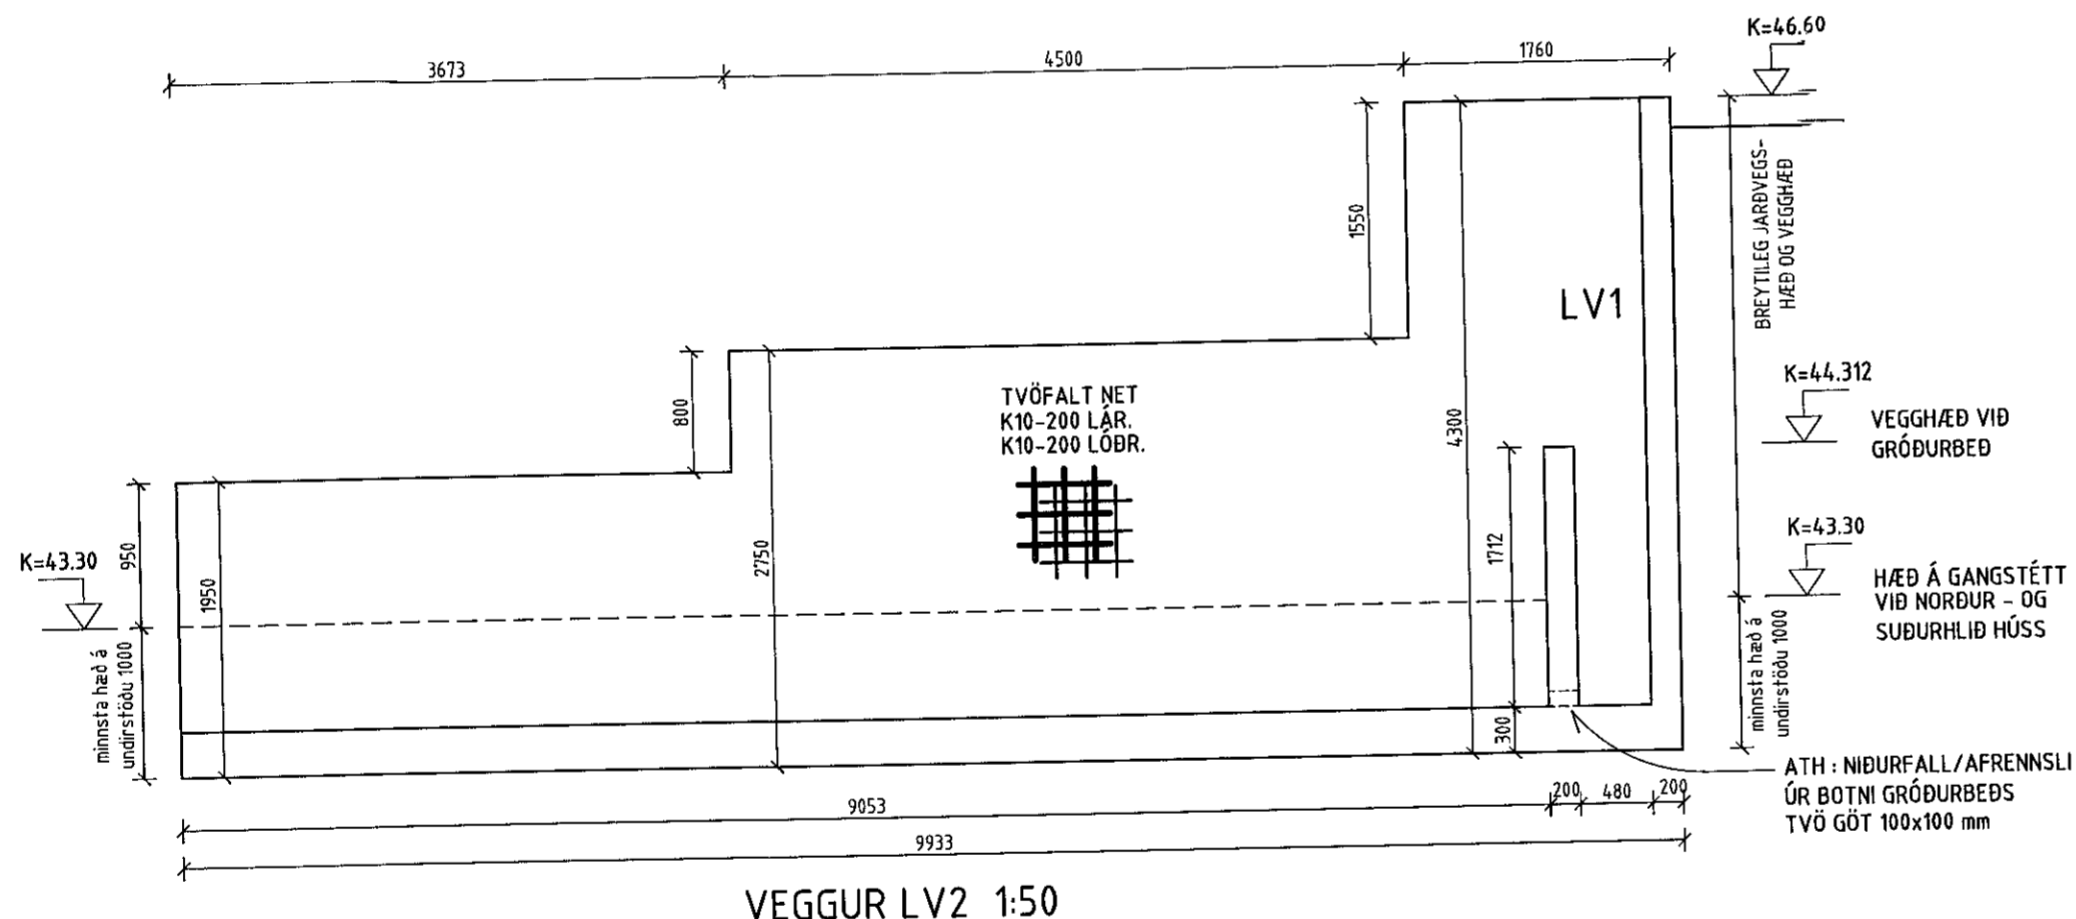 K=46.60
3673
4500
1760
1550
BREYTILEG JARÐVEGS-
HÆÐ OG VEGGHÆÐ
LV1
K=44.312
VEGGHÆÐ VIÐ
GRÓÐURBEÐ
800
TVÖFALT NET
K10-200 LÁR.
K10-200 LÓÐR.
4300
K=43.30
950
1950
2750
1712
K=43.30
HÆÐ Á GANGSTÉTT
VIÐ NORÐUR - OG
SUÐURHLIÐ HÚSS
minnsta hæð á
undirstöðu 1000
minnsta hæð á
undirstöðu 1000
300
ATH : NIÐURFALL/AFRENNSLI
ÚR BOTNI GRÓÐURBEÐS
TVÖ GÖT 100x100 mm
9053
200
480
200
9933
VEGGUR LV2 1:50